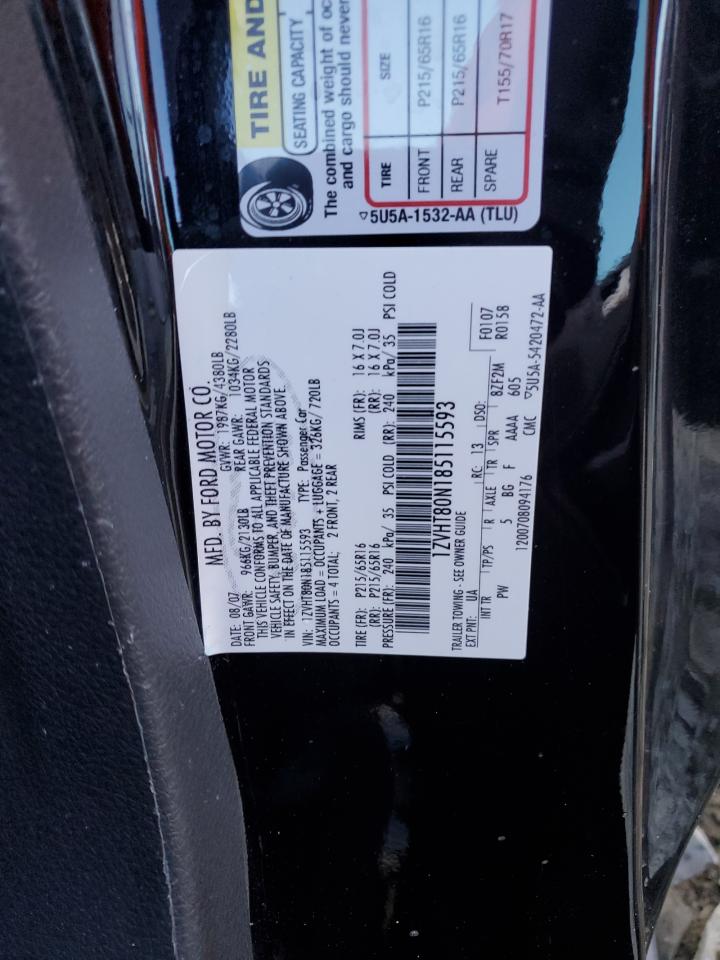 MFD. BY FORD MOTOR CO.
DATE: 08/07 GVWR: 1987KG/4380LB
FRONT GAWR: 966KG/2130LB REAR GAWR: 1034KG/2280LB
THIS VEHICLE CONFORMS TO ALL APPLICABLE FEDERAL MOTOR
VEHICLE SAFETY, BUMPER, AND THEFT PREVENTION STANDARDS
IN EFFECT ON THE DATE OF MANUFACTURE SHOWN ABOVE.
VIN: 1ZVHT80N185115593 TYPE: Passenger Car
MAXIMUM LOAD = OCCUPANTS + LUGGAGE = 326KG/720LB
OCCUPANTS = 4 TOTAL: 2 FRONT, 2 REAR
TIRE (FR): P215/65R16 RIMS (FR): 16 X 7.0J
(RR): P215/65R16 (RR): 16 X 7.0J
PRESSURE (FR): 240 kPa/ 35 PSI COLD (RR): 240 kPa/ 35 PSI COLD
1ZVHT80N185115593
TRAILER TOWING - SEE OWNER GUIDE
EXT PNT: UA RC: 13 DSO: F0107
INT TR TP/PS R AXLE TR SPR 8ZF2M R0158
PW 5 BG F AAAA 605
1200708094176 CMC ▽5U5A-5420472-AA
TIRE AND
SEATING CAPACITY
The combined weight of oc
and cargo should never
TIRE SIZE
FRONT P215/65R16
REAR P215/65R16
SPARE T155/70R17
▽5U5A-1532-AA (TLU)